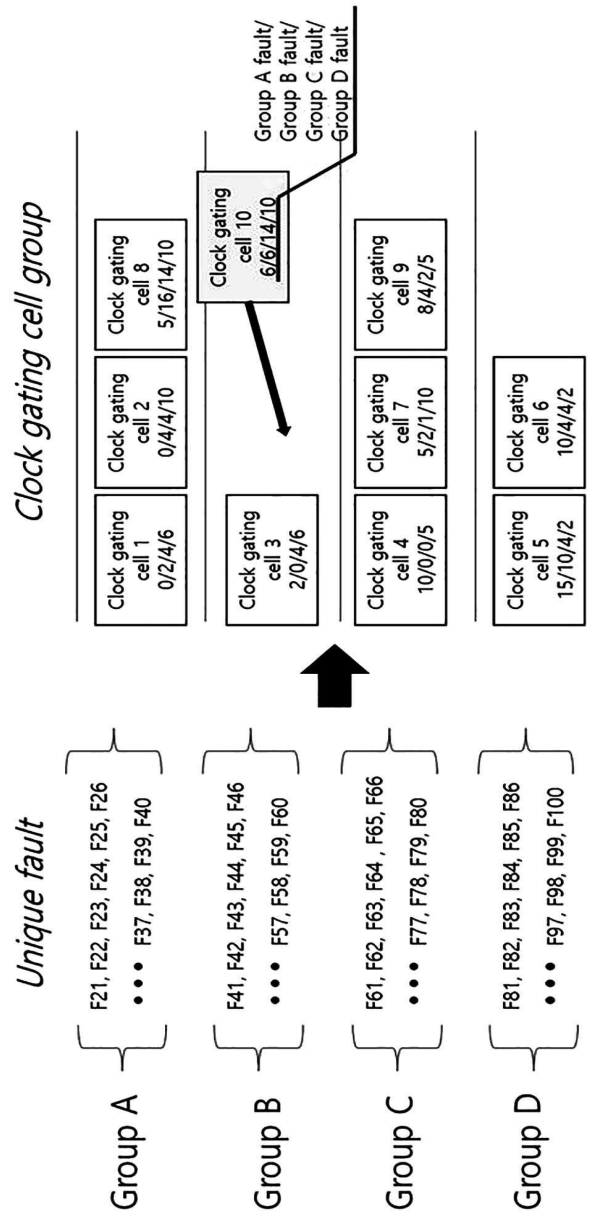 Unique fault
Clock gating cell group
Group A
F21, F22, F23, F24, F25, F26
••• F37, F38, F39, F40
Clock gating
cell 1
0/2/4/6
Clock gating
cell 2
0/4/4/10
Clock gating
cell 8
5/16/14/10
Group B
F41, F42, F43, F44, F45, F46
••• F57, F58, F59, F60
Clock gating
cell 3
2/0/4/6
Clock gating
cell 10
6/6/14/10
Group A fault/
Group B fault/
Group C fault/
Group D fault
Group C
F61, F62, F63, F64 , F65, F66
••• F77, F78, F79, F80
Clock gating
cell 4
10/0/0/5
Clock gating
cell 7
5/2/1/10
Clock gating
cell 9
8/4/2/5
Group D
F81, F82, F83, F84, F85, F86
••• F97, F98, F99, F100
Clock gating
cell 5
15/10/4/2
Clock gating
cell 6
10/4/4/2